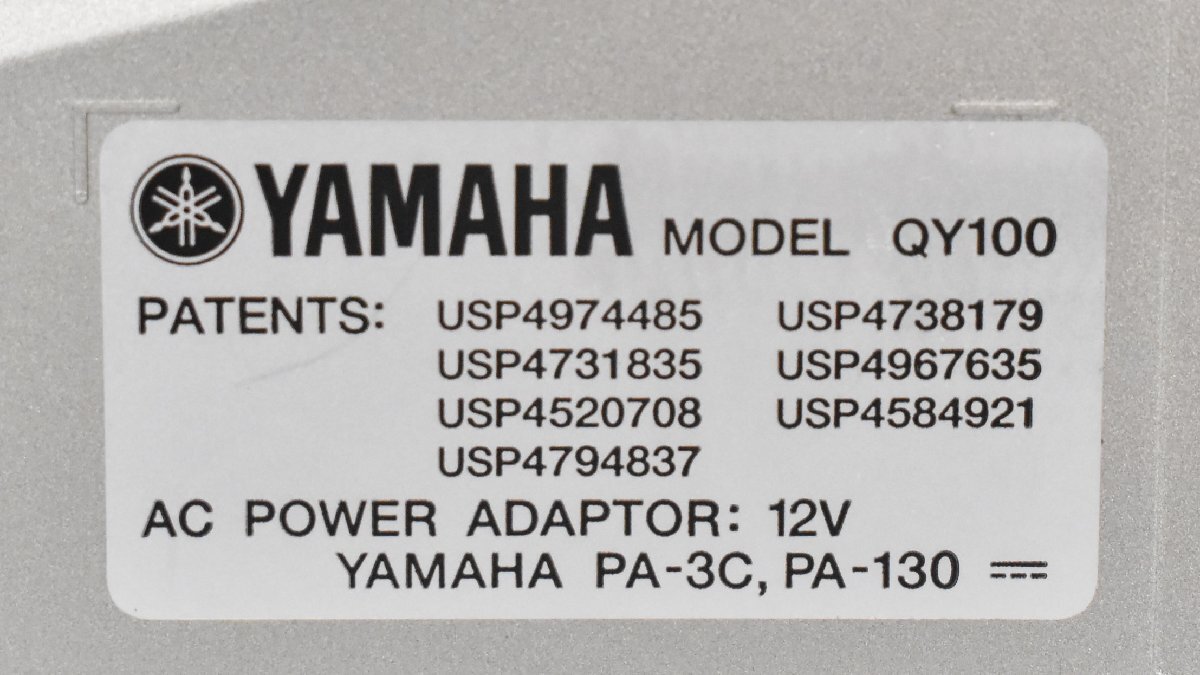 YAMAHA MODEL QY100
PATENTS: USP4974485 USP4738179
USP4731835 USP4967635
USP4520708 USP4584921
USP4794837
AC POWER ADAPTOR: 12V
YAMAHA PA-3C, PA-130 ⎓